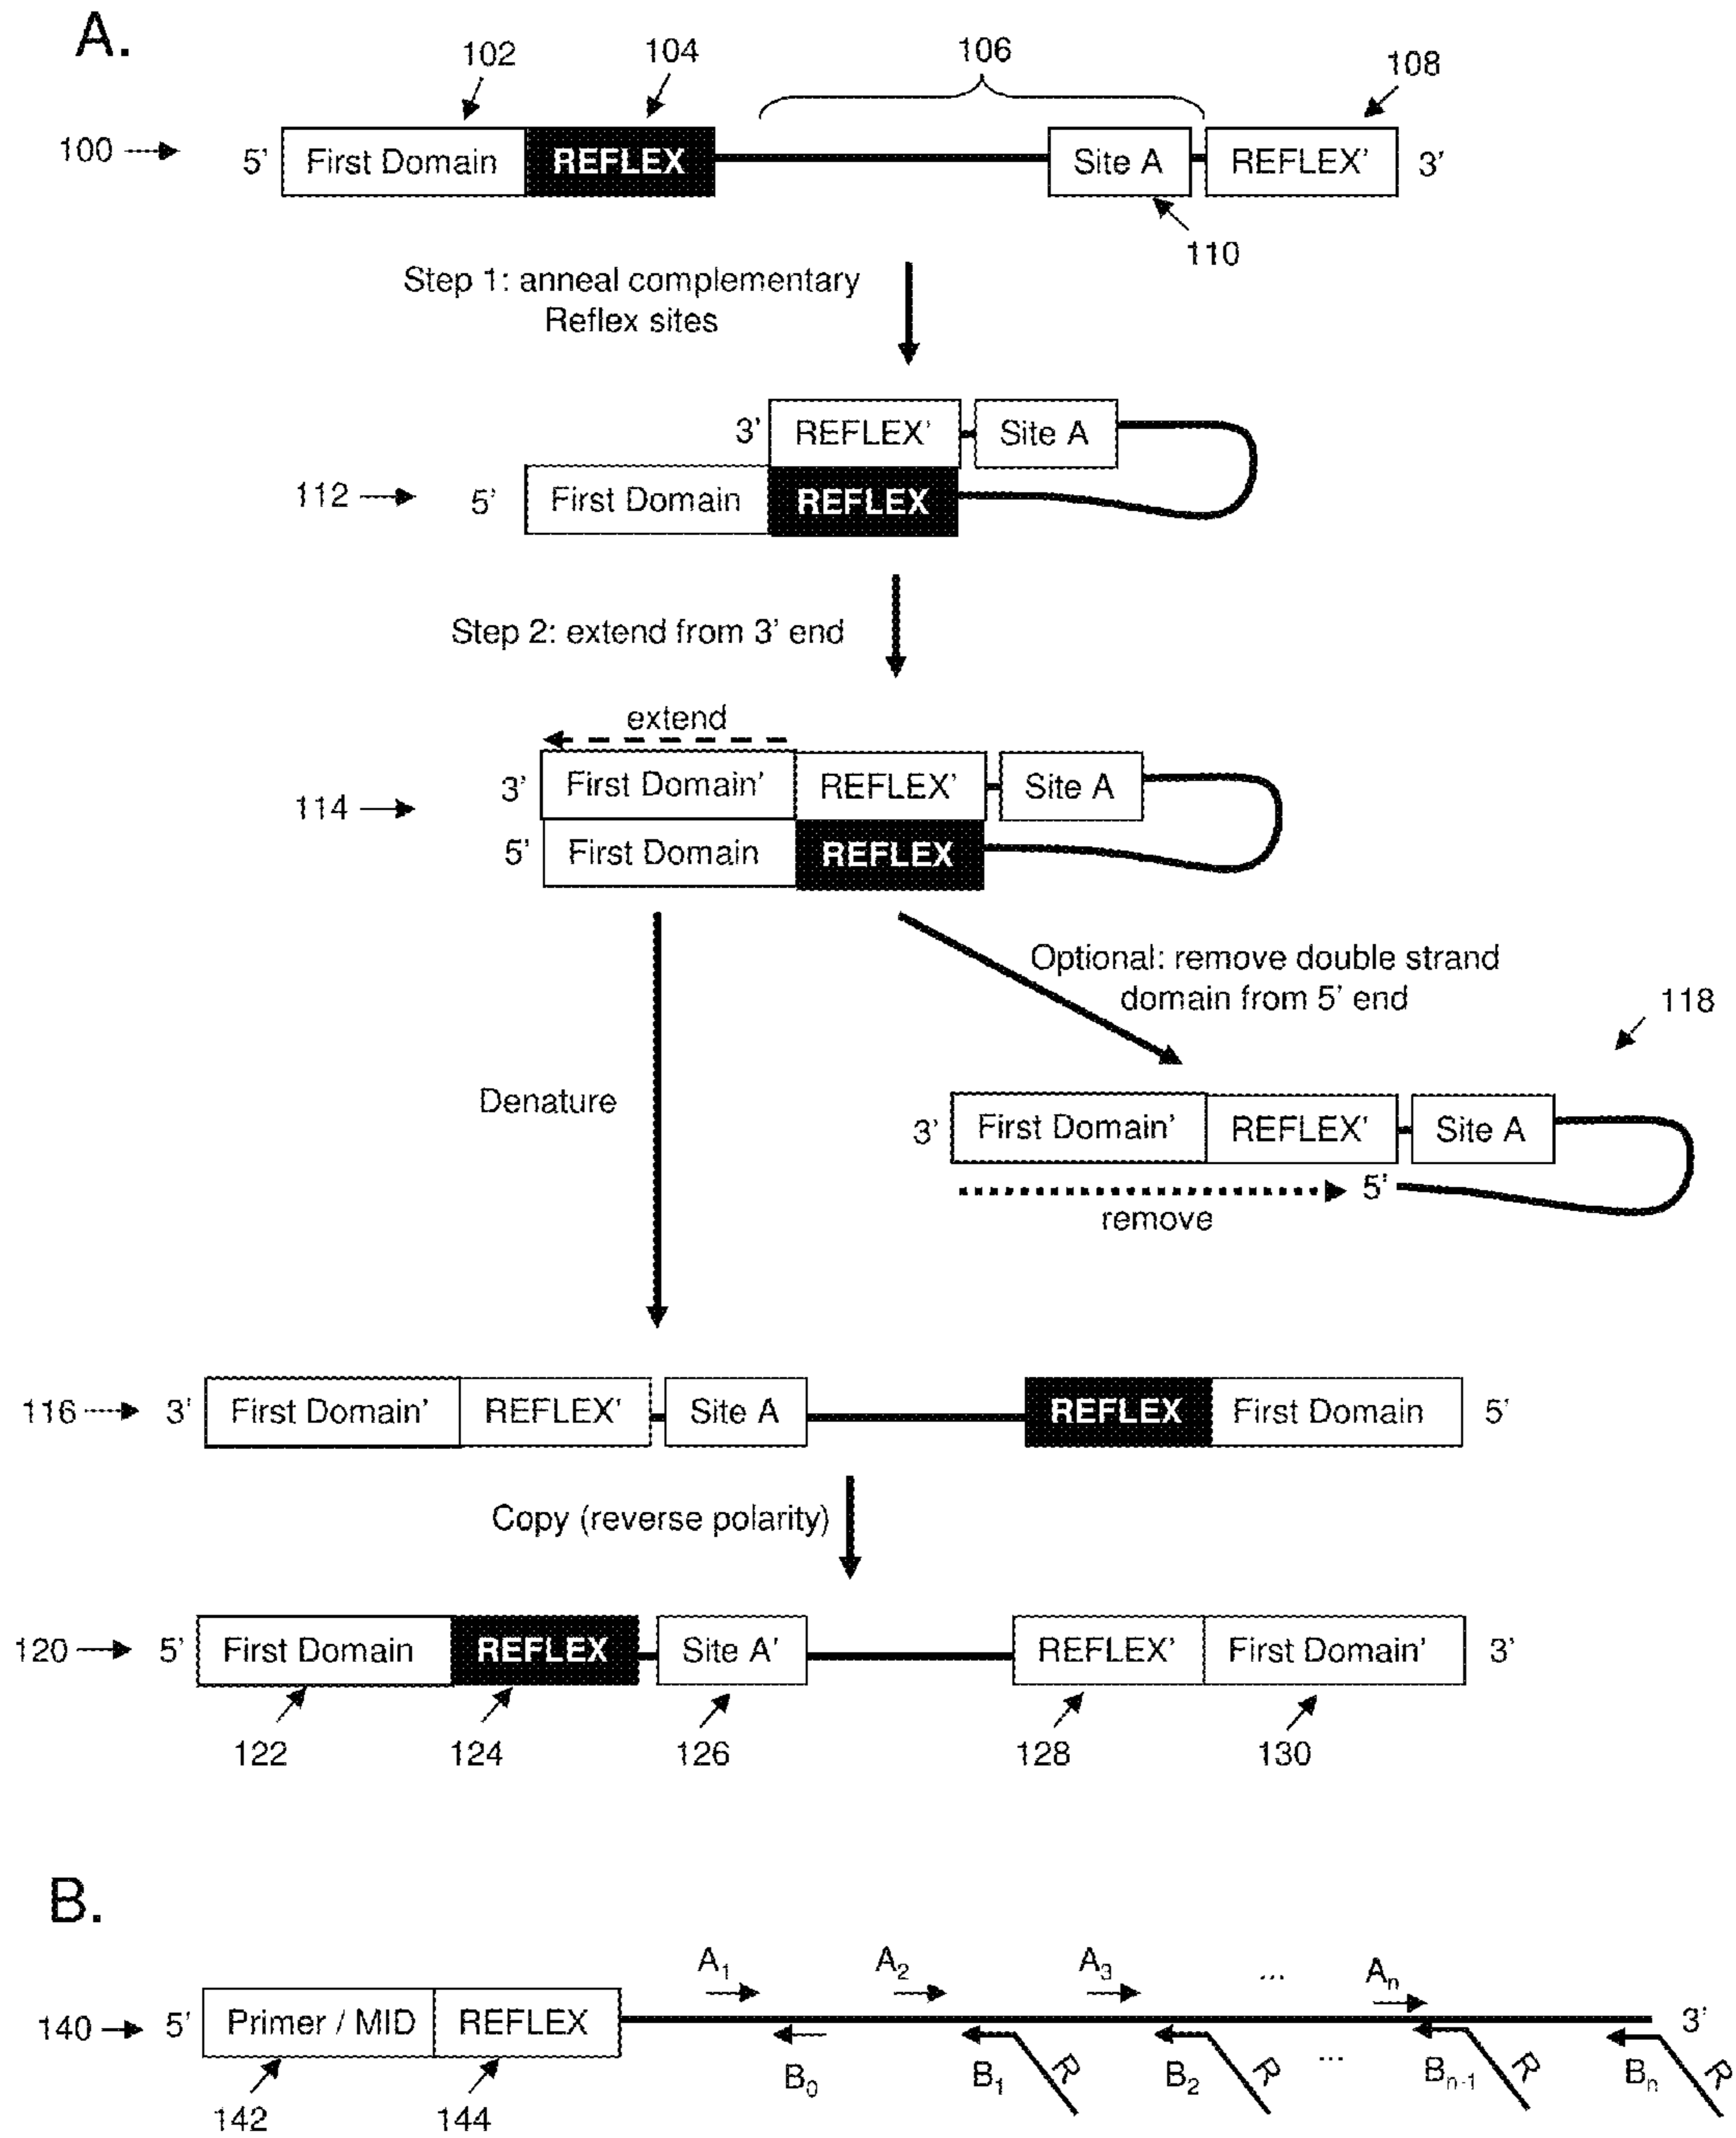 A.
102 104 106 108
100 5' First Domain REFLEX Site A REFLEX' 3'
110
Step 1: anneal complementary
Reflex sites
3' REFLEX' Site A
112 5' First Domain REFLEX
Step 2: extend from 3' end
extend
3' First Domain' REFLEX' Site A
114
5' First Domain REFLEX
Optional: remove double strand
domain from 5' end
118
Denature
3' First Domain' REFLEX' Site A
5'
remove
116 3' First Domain' REFLEX' Site A REFLEX First Domain 5'
Copy (reverse polarity)
120 5' First Domain REFLEX Site A' REFLEX' First Domain' 3'
122 124 126 128 130
B.
A1 A2 A3 ... An
140 5' Primer / MID REFLEX 3'
B0 B1 R B2 R ... Bn-1 R Bn R
142 144